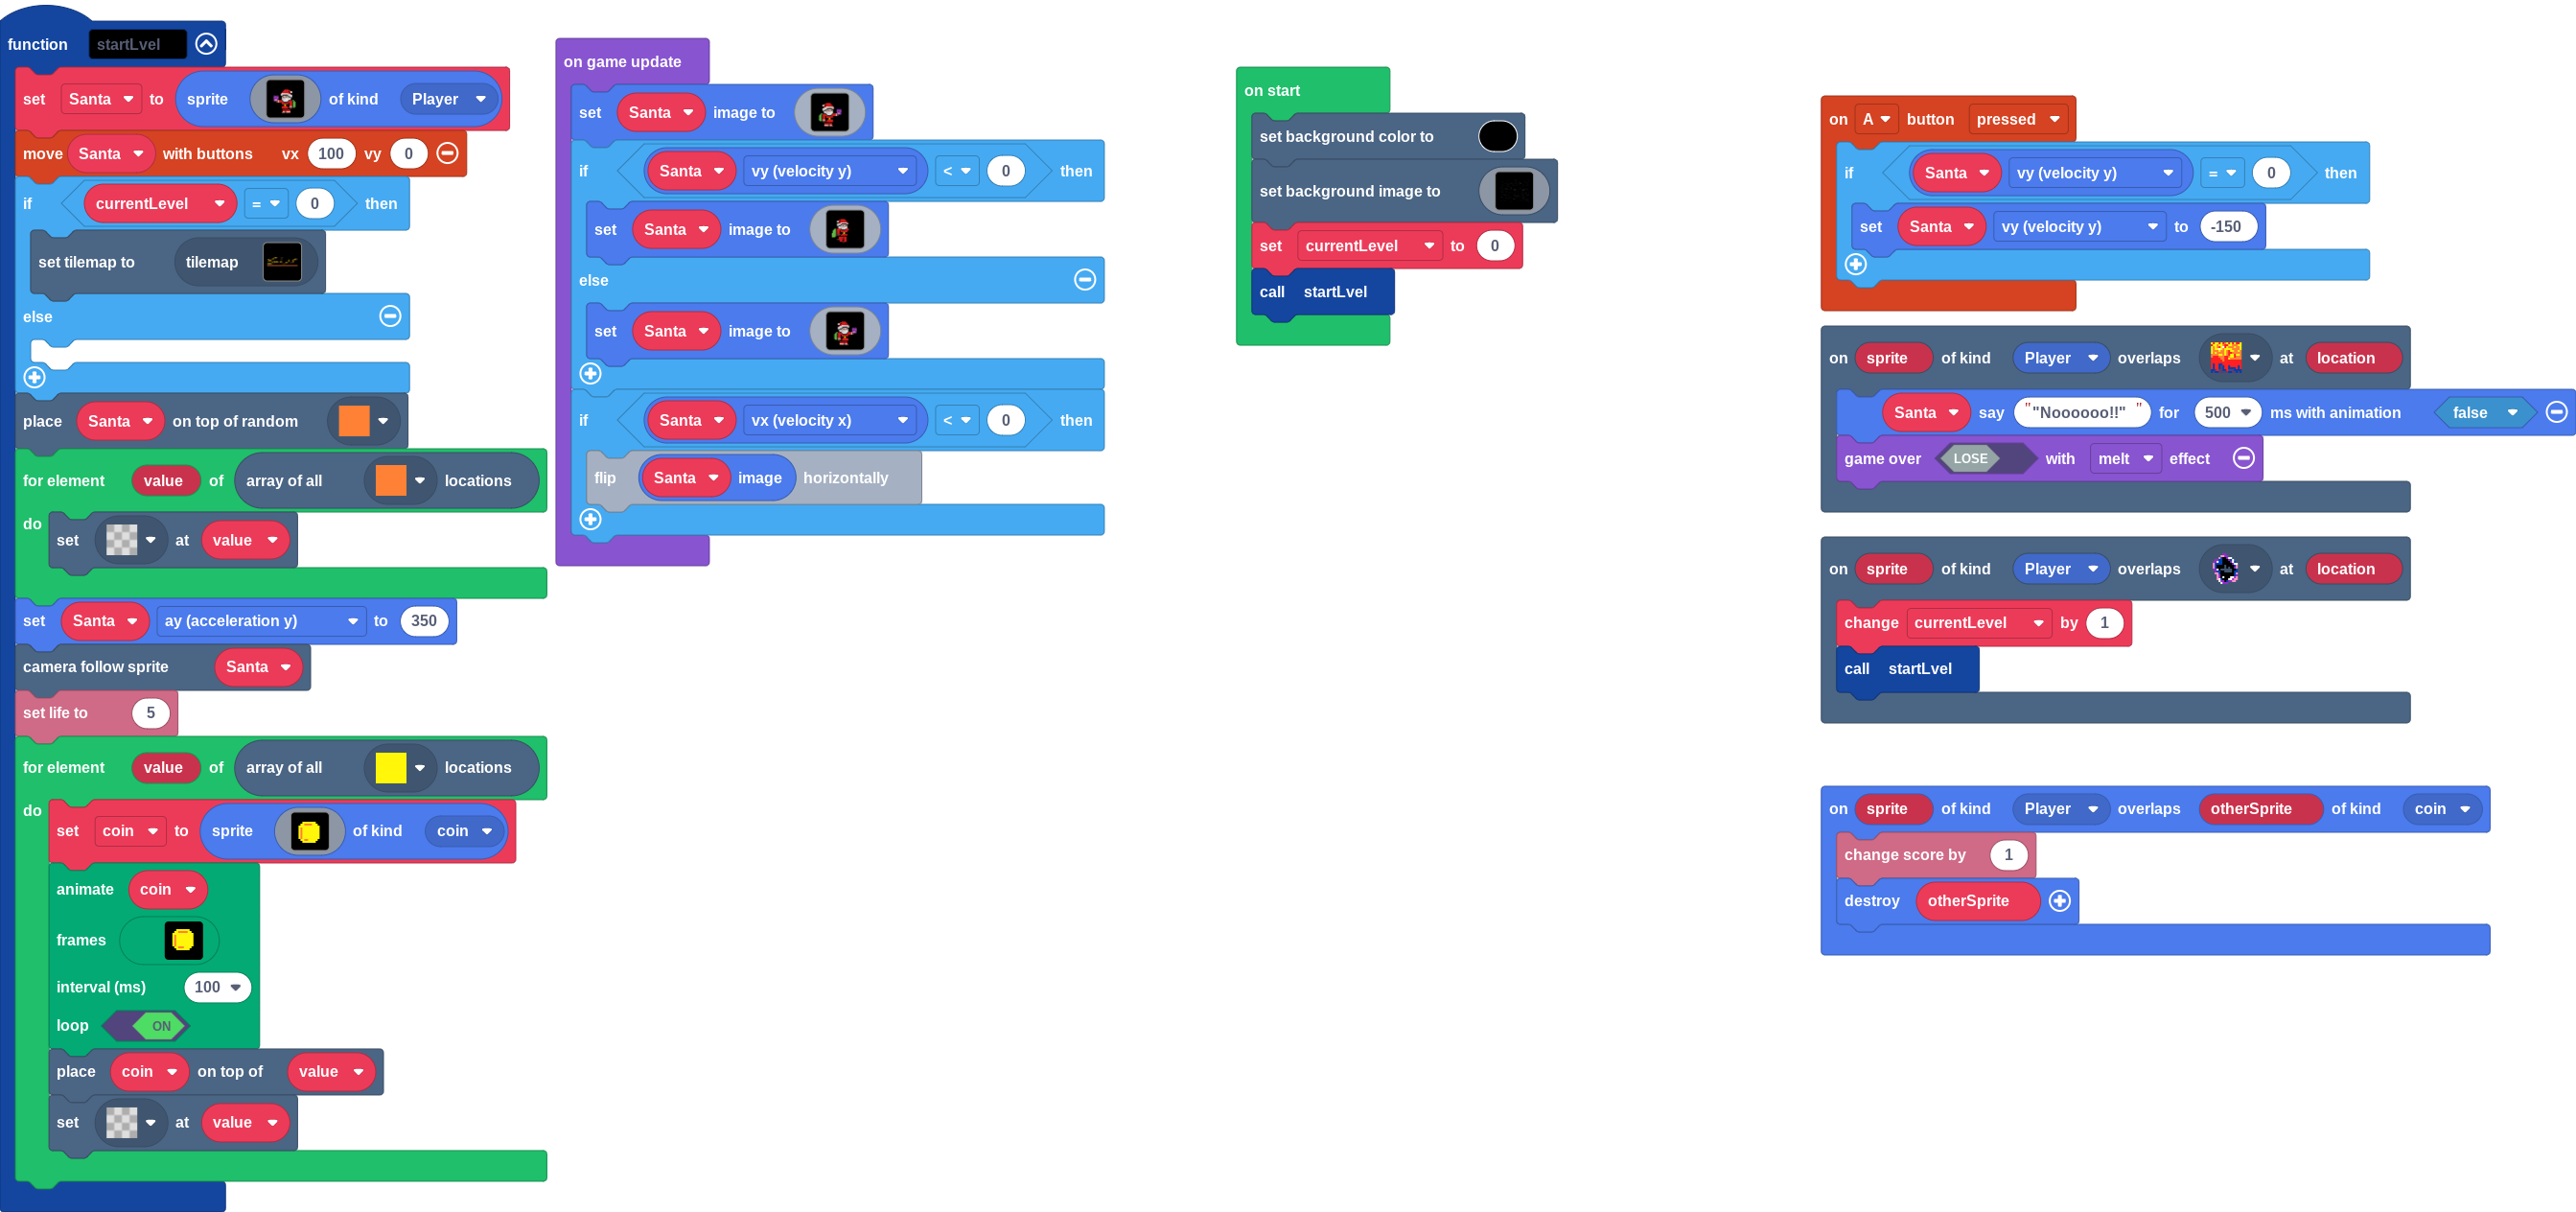 function startLvel
set Santa to sprite of kind Player
move Santa with buttons vx 100 vy 0
if currentLevel = 0 then
set tilemap to tilemap
else
place Santa on top of random
for element value of array of all locations
do set at value
set Santa ay (acceleration y) to 350
camera follow sprite Santa
set life to 5
for element value of array of all locations
do set coin to sprite of kind coin
animate coin
frames
interval (ms) 100
loop ON
place coin on top of value
set at value
on game update
set Santa image to
if Santa vy (velocity y) < 0 then
set Santa image to
else
set Santa image to
if Santa vx (velocity x) < 0 then
flip Santa image horizontally
on start
set background color to
set background image to
set currentLevel to 0
call startLvel
on A button pressed
if Santa vy (velocity y) = 0 then
set Santa vy (velocity y) to -150
on sprite of kind Player overlaps at location
Santa say ""Noooooo!!" " for 500 ms with animation false
game over LOSE with melt effect
on sprite of kind Player overlaps at location
change currentLevel by 1
call startLvel
on sprite of kind Player overlaps otherSprite of kind coin
change score by 1
destroy otherSprite